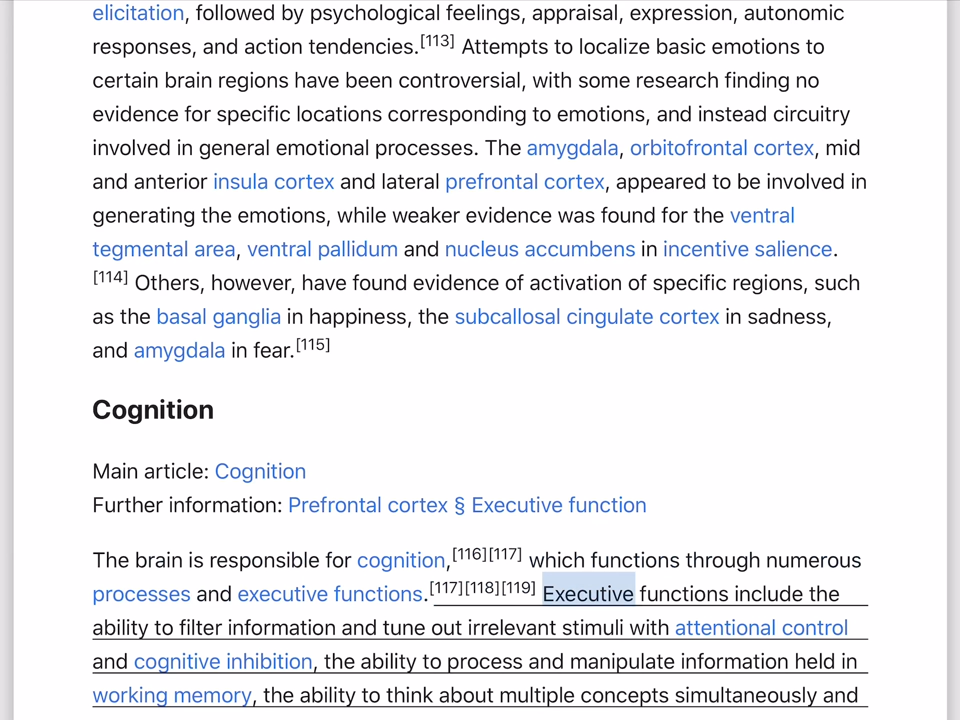 elicitation, followed by psychological feelings, appraisal, expression, autonomic
responses, and action tendencies.[113] Attempts to localize basic emotions to
certain brain regions have been controversial, with some research finding no
evidence for specific locations corresponding to emotions, and instead circuitry
involved in general emotional processes. The amygdala, orbitofrontal cortex, mid
and anterior insula cortex and lateral prefrontal cortex, appeared to be involved in
generating the emotions, while weaker evidence was found for the ventral
tegmental area, ventral pallidum and nucleus accumbens in incentive salience.
[114] Others, however, have found evidence of activation of specific regions, such
as the basal ganglia in happiness, the subcallosal cingulate cortex in sadness,
and amygdala in fear.[115]
Cognition
Main article: Cognition
Further information: Prefrontal cortex § Executive function
The brain is responsible for cognition,[116][117] which functions through numerous
processes and executive functions.[117][118][119] Executive functions include the
ability to filter information and tune out irrelevant stimuli with attentional control
and cognitive inhibition, the ability to process and manipulate information held in
working memory, the ability to think about multiple concepts simultaneously and